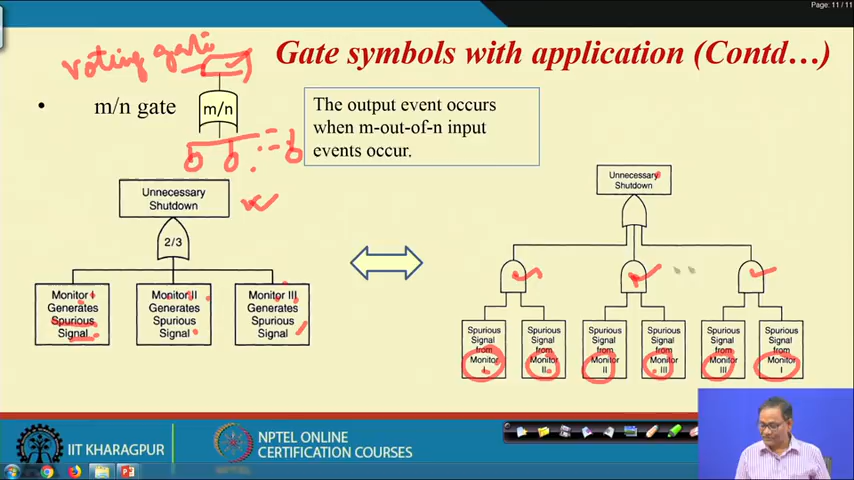 Page: 11 / 11
Gate symbols with application (Contd…)
voting gate
• m/n gate
m/n
The output event occurs
when m-out-of-n input
events occur.
Unnecessary
Shutdown
2/3
Monitor I
Generates
Spurious
Signal
Monitor II
Generates
Spurious
Signal
Monitor III
Generates
Spurious
Signal
Unnecessary
Shutdown
Spurious
Signal
from
Monitor
I
Spurious
Signal
from
Monitor
II
Spurious
Signal
from
Monitor
II
Spurious
Signal
from
Monitor
III
Spurious
Signal
from
Monitor
III
Spurious
Signal
from
Monitor
I
IIT KHARAGPUR
NPTEL ONLINE
CERTIFICATION COURSES